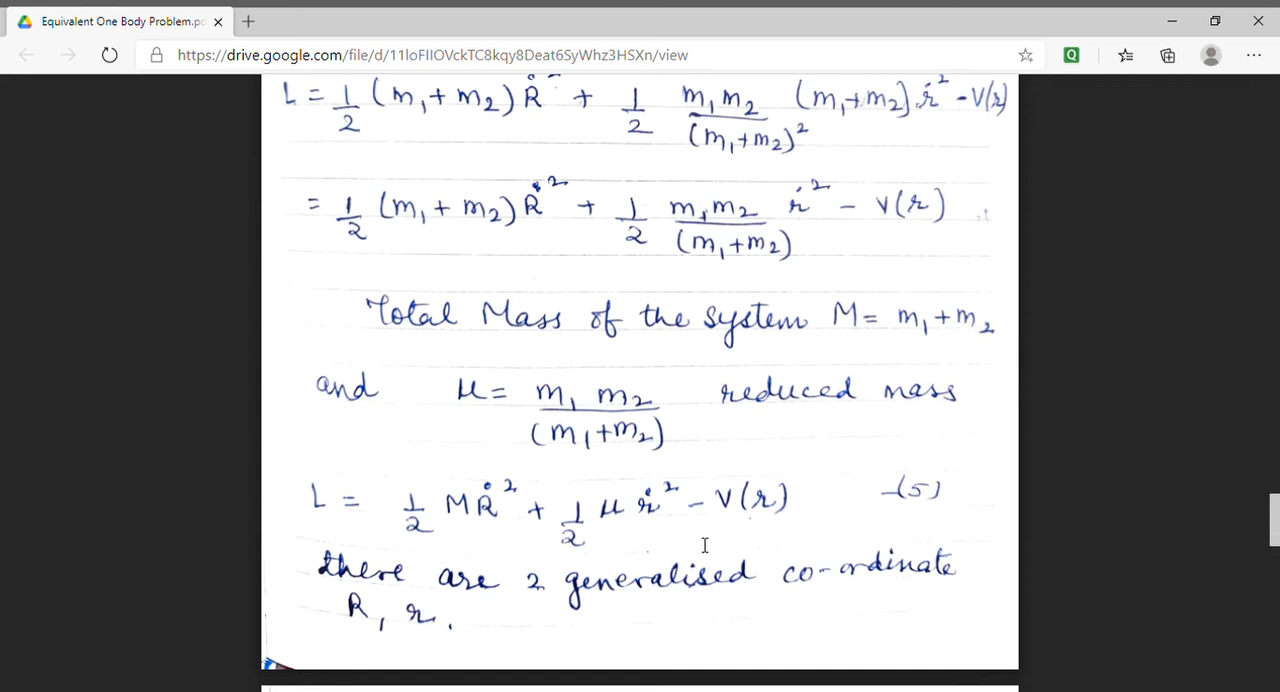 Equivalent One Body Problem.pd
https://drive.google.com/file/d/11loFIIOVckTC8kqy8Deat6SyWhz3HSXn/view
L = 1/2 (m₁+ m₂) Ṙ² + 1/2 m₁ m₂/(m₁+m₂)² (m₁+m₂) ṙ² - V(r)
= 1/2 (m₁ + m₂) Ṙ² + 1/2 m₁m₂/(m₁+m₂) ṙ² - V(r)
Total Mass of the system M = m₁ + m₂
and μ = m₁ m₂/(m₁+m₂) reduced mass
L = 1/2 MṘ² + 1/2 μ ṙ² - V(r) -(5)
there are 2 generalised co-ordinate
R, r.